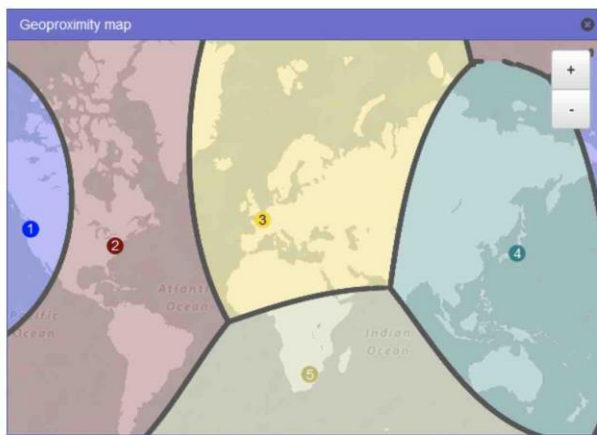 Geoproximity map
+
-
1
2
3
4
5
Atlantic
Ocean
Pacific
Ocean
Indian
Ocean